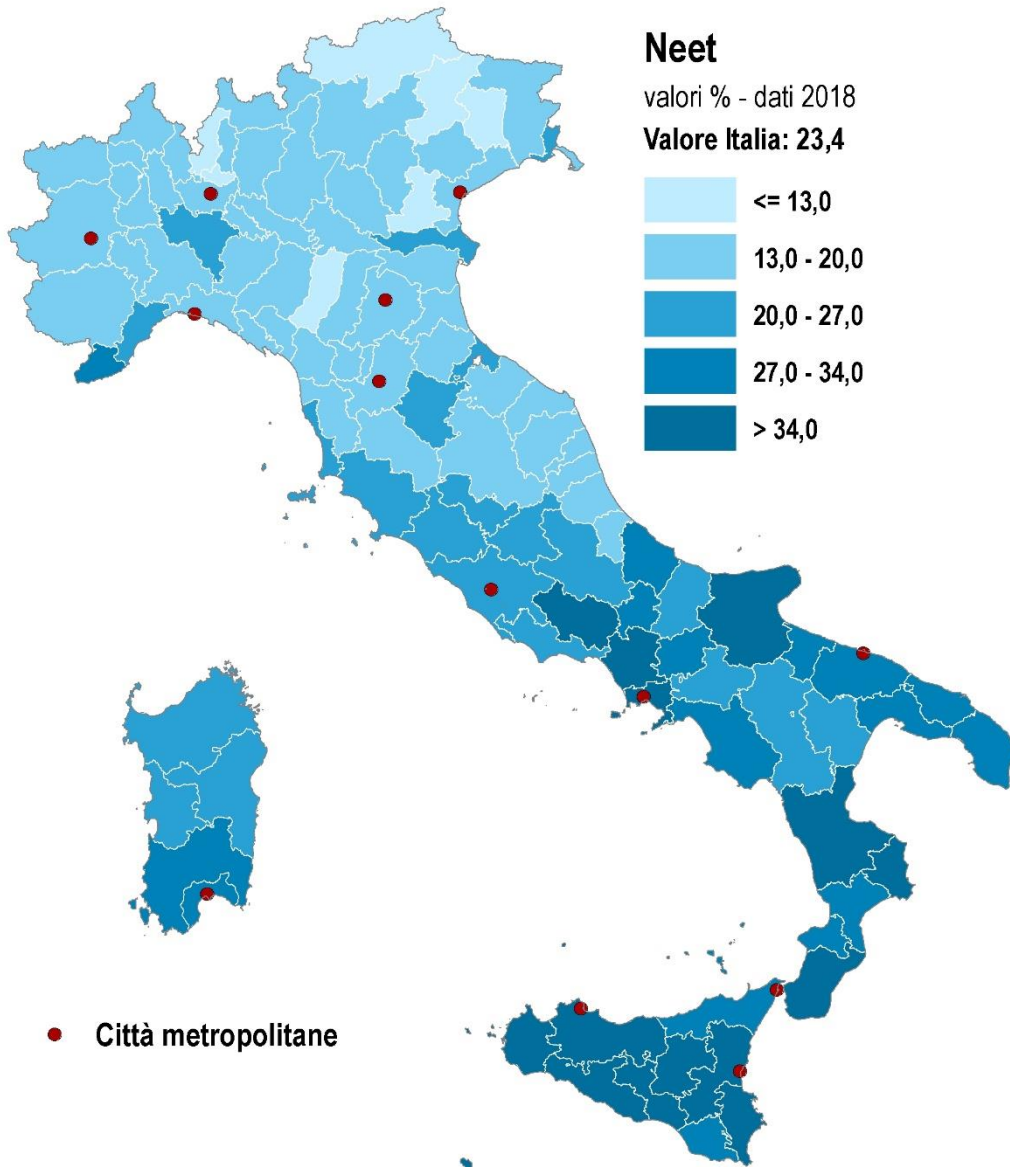 Neet
valori % - dati 2018
Valore Italia: 23,4
<= 13,0
13,0 - 20,0
20,0 - 27,0
27,0 - 34,0
> 34,0
Città metropolitane